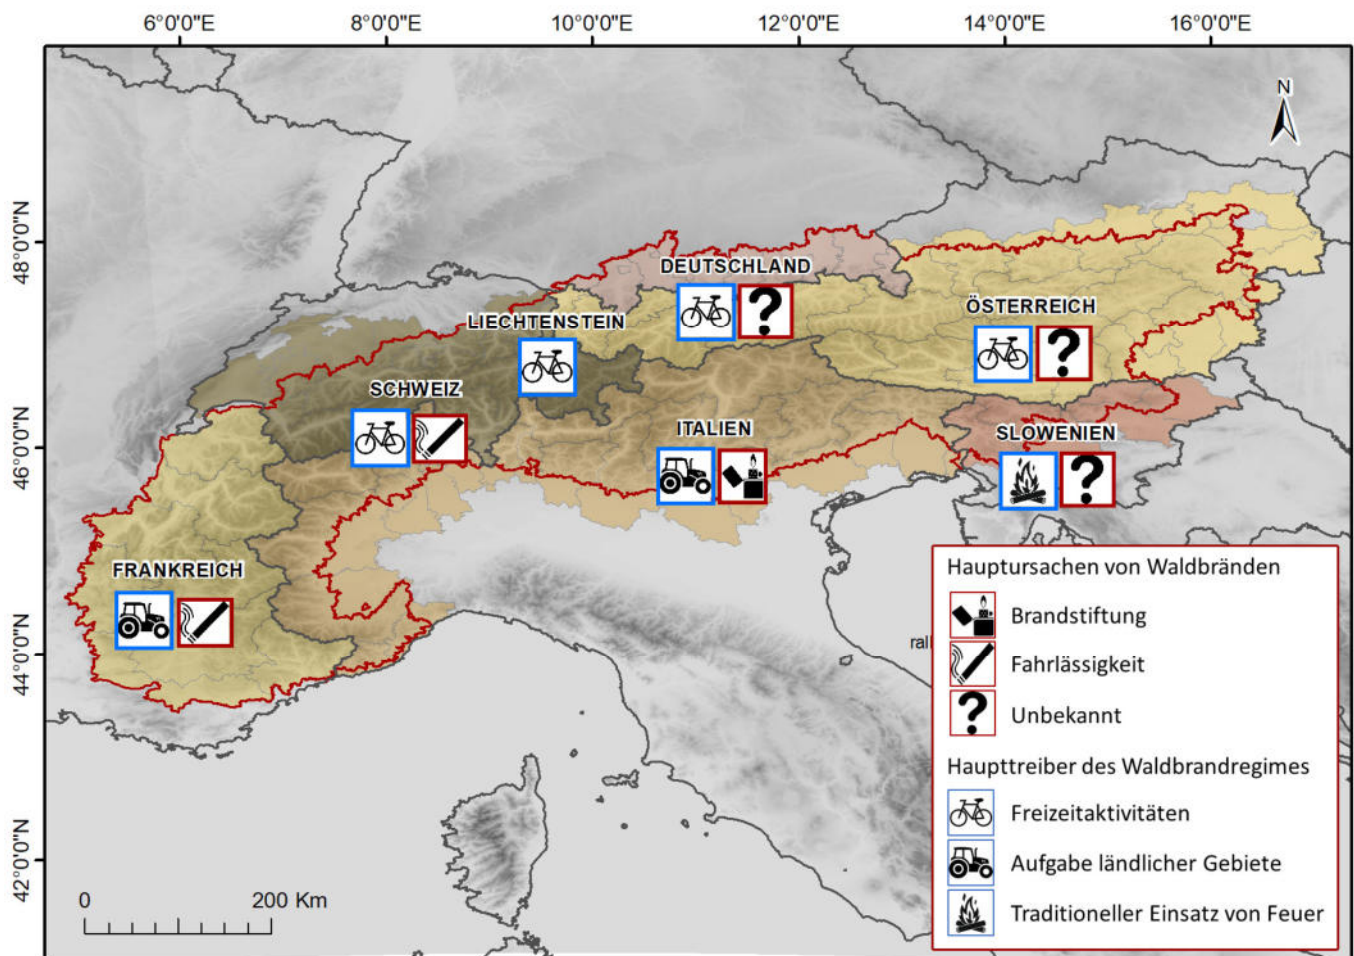 6°0'0"E 8°0'0"E 10°0'0"E 12°0'0"E 14°0'0"E 16°0'0"E
N
48°0'0"N
46°0'0"N
44°0'0"N
42°0'0"N
DEUTSCHLAND
ÖSTERREICH
LIECHTENSTEIN
SCHWEIZ
ITALIEN
SLOWENIEN
FRANKREICH
ral
Hauptursachen von Waldbränden
Brandstiftung
Fahrlässigkeit
Unbekannt
Haupttreiber des Waldbrandregimes
Freizeitaktivitäten
Aufgabe ländlicher Gebiete
Traditioneller Einsatz von Feuer
0 200 Km